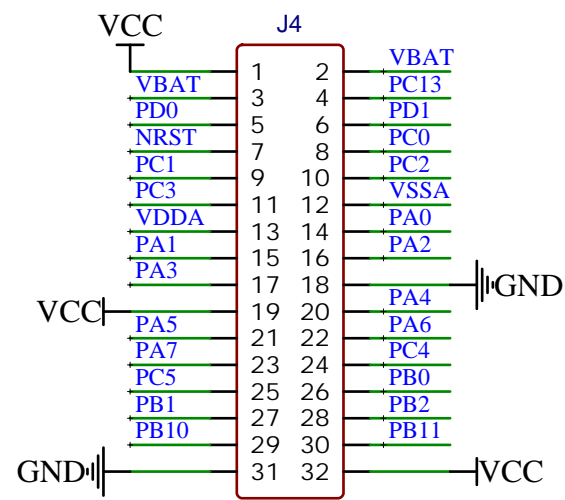 VCC J4
1 2 VBAT
VBAT 3 4 PC13
PD0 5 6 PD1
NRST 7 8 PC0
PC1 9 10 PC2
PC3 11 12 VSSA
VDDA 13 14 PA0
PA1 15 16 PA2
PA3 17 18 GND
VCC 19 20 PA4
PA5 21 22 PA6
PA7 23 24 PC4
PC5 25 26 PB0
PB1 27 28 PB2
PB10 29 30 PB11
GND 31 32 VCC